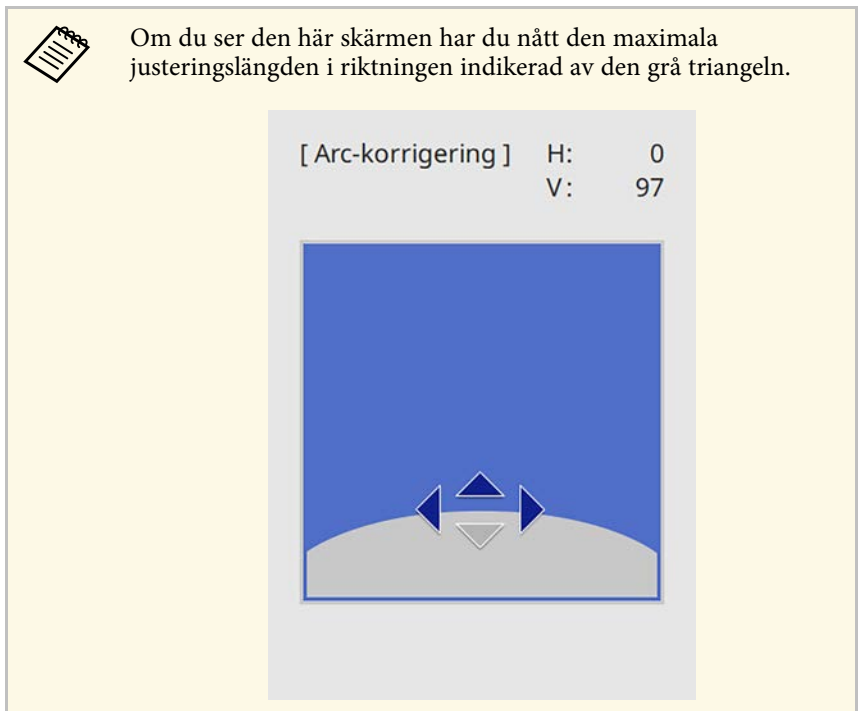 Om du ser den här skärmen har du nått den maximala
justeringslängden i riktningen indikerad av den grå triangeln.
[ Arc-korrigering ] H: 0
V: 97